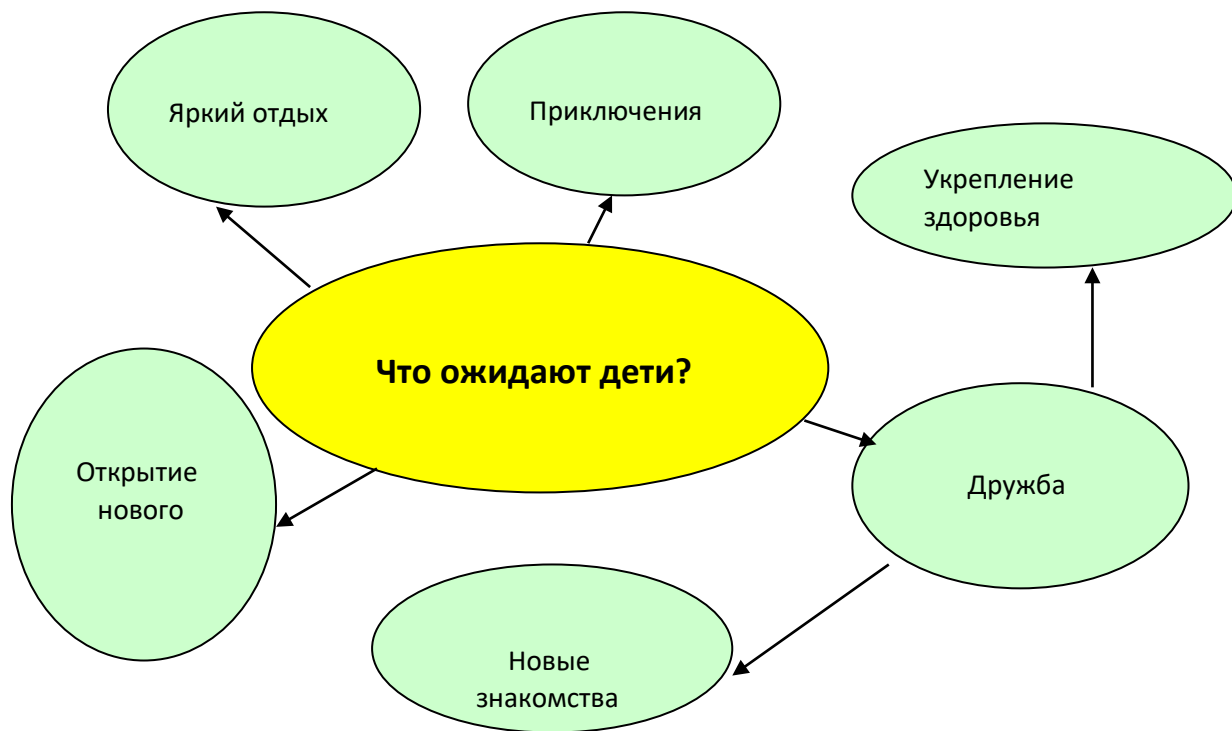 Яркий отдых
Приключения
Укрепление
здоровья
Что ожидают дети?
Открытие
нового
Дружба
Новые
знакомства